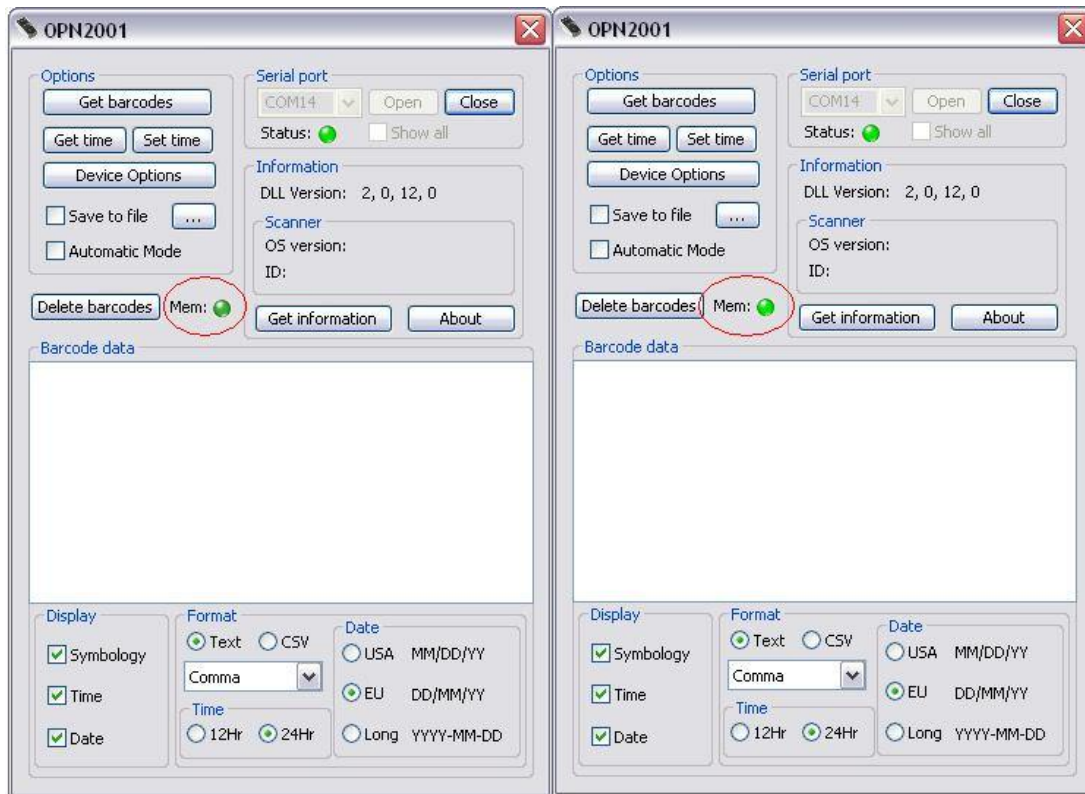 OPN2001
Options
Get barcodes
Get time Set time
Device Options
Save to file ...
Automatic Mode
Delete barcodes Mem:
Serial port
COM14 Open Close
Status: Show all
Information
DLL Version: 2, 0, 12, 0
Scanner
OS version:
ID:
Get information About
Barcode data
Display
Symbology
Time
Date
Format
Text CSV
Comma
Time
12Hr 24Hr
Date
USA MM/DD/YY
EU DD/MM/YY
Long YYYY-MM-DD
OPN2001
Options
Get barcodes
Get time Set time
Device Options
Save to file ...
Automatic Mode
Delete barcodes Mem:
Serial port
COM14 Open Close
Status: Show all
Information
DLL Version: 2, 0, 12, 0
Scanner
OS version:
ID:
Get information About
Barcode data
Display
Symbology
Time
Date
Format
Text CSV
Comma
Time
12Hr 24Hr
Date
USA MM/DD/YY
EU DD/MM/YY
Long YYYY-MM-DD